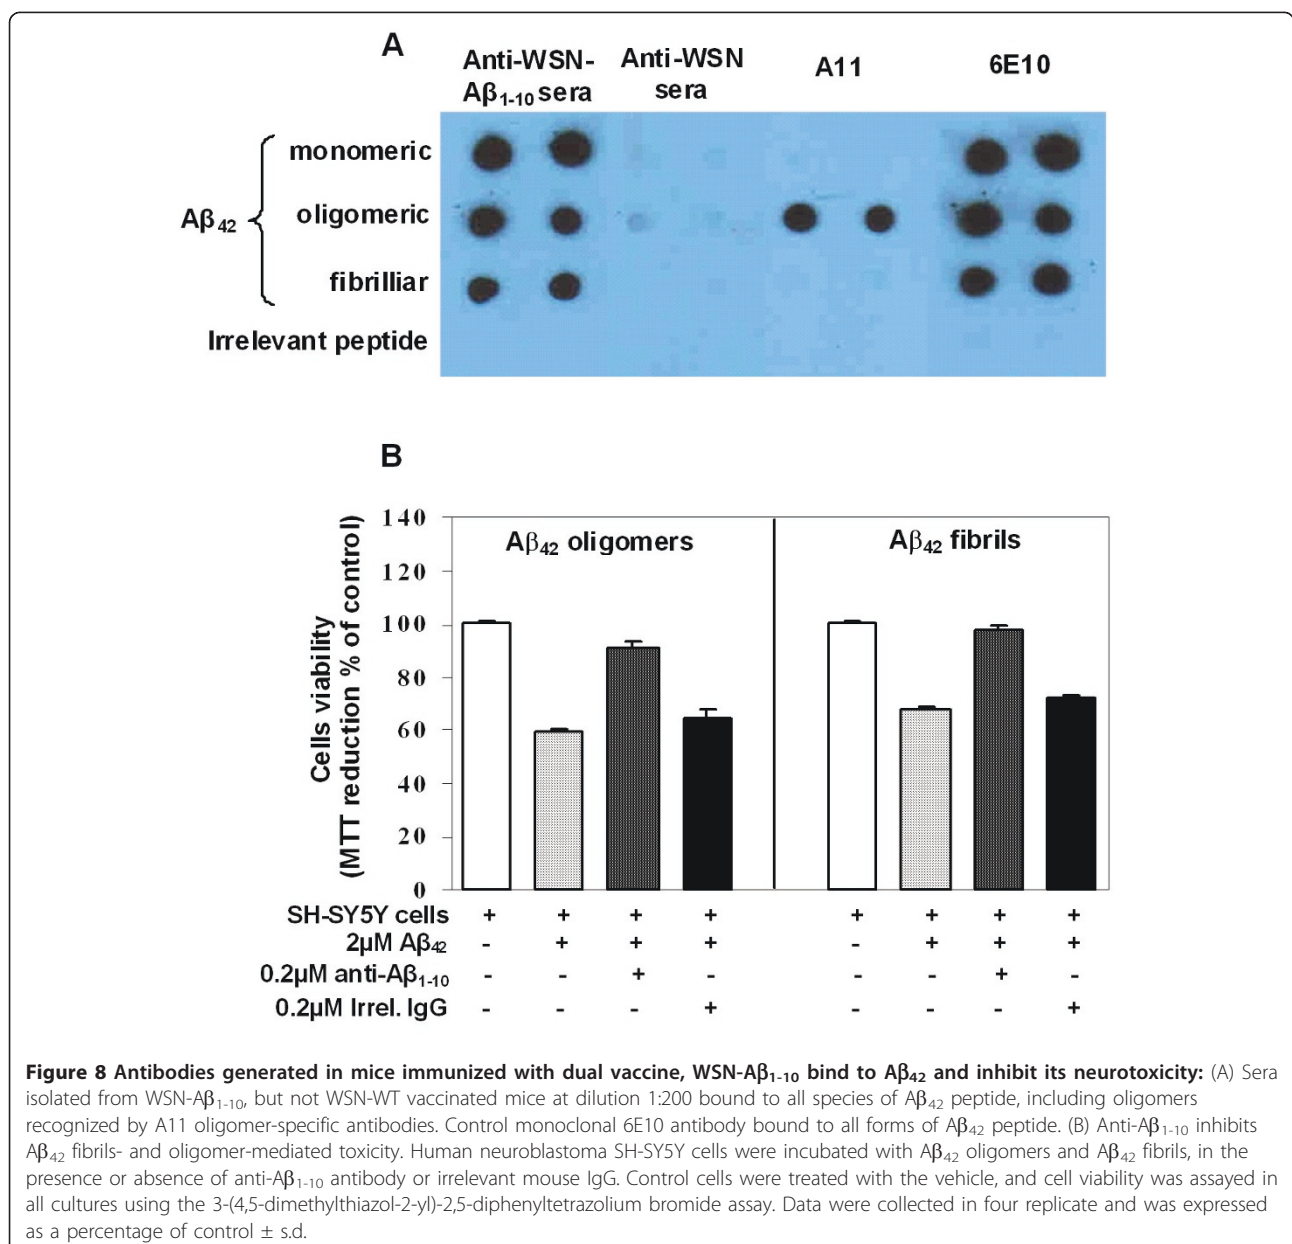 A
Anti-WSN-
Aβ1-10 sera
Anti-WSN
sera
A11
6E10
Aβ42
monomeric
oligomeric
fibrilliar
Irrelevant peptide
B
Cells viability
(MTT reduction % of control)
140
120
100
80
60
40
20
0
Aβ42 oligomers
Aβ42 fibrils
SH-SY5Y cells + + + + + + + +
2μM Aβ42 - + + + - + + +
0.2μM anti-Aβ1-10 - - + - - - + -
0.2μM Irrel. IgG - - - + - - - +
Figure 8 Antibodies generated in mice immunized with dual vaccine, WSN-Aβ1-10 bind to Aβ42 and inhibit its neurotoxicity: (A) Sera
isolated from WSN-Aβ1-10, but not WSN-WT vaccinated mice at dilution 1:200 bound to all species of Aβ42 peptide, including oligomers
recognized by A11 oligomer-specific antibodies. Control monoclonal 6E10 antibody bound to all forms of Aβ42 peptide. (B) Anti-Aβ1-10 inhibits
Aβ42 fibrils- and oligomer-mediated toxicity. Human neuroblastoma SH-SY5Y cells were incubated with Aβ42 oligomers and Aβ42 fibrils, in the
presence or absence of anti-Aβ1-10 antibody or irrelevant mouse IgG. Control cells were treated with the vehicle, and cell viability was assayed in
all cultures using the 3-(4,5-dimethylthiazol-2-yl)-2,5-diphenyltetrazolium bromide assay. Data were collected in four replicate and was expressed
as a percentage of control ± s.d.